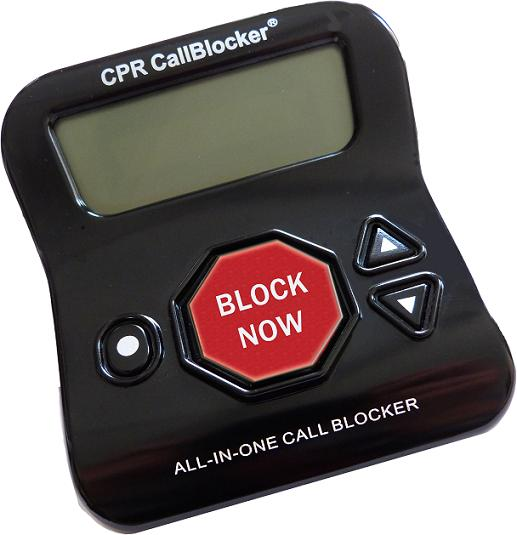 CPR CallBlocker®
BLOCK
NOW
ALL-IN-ONE CALL BLOCKER